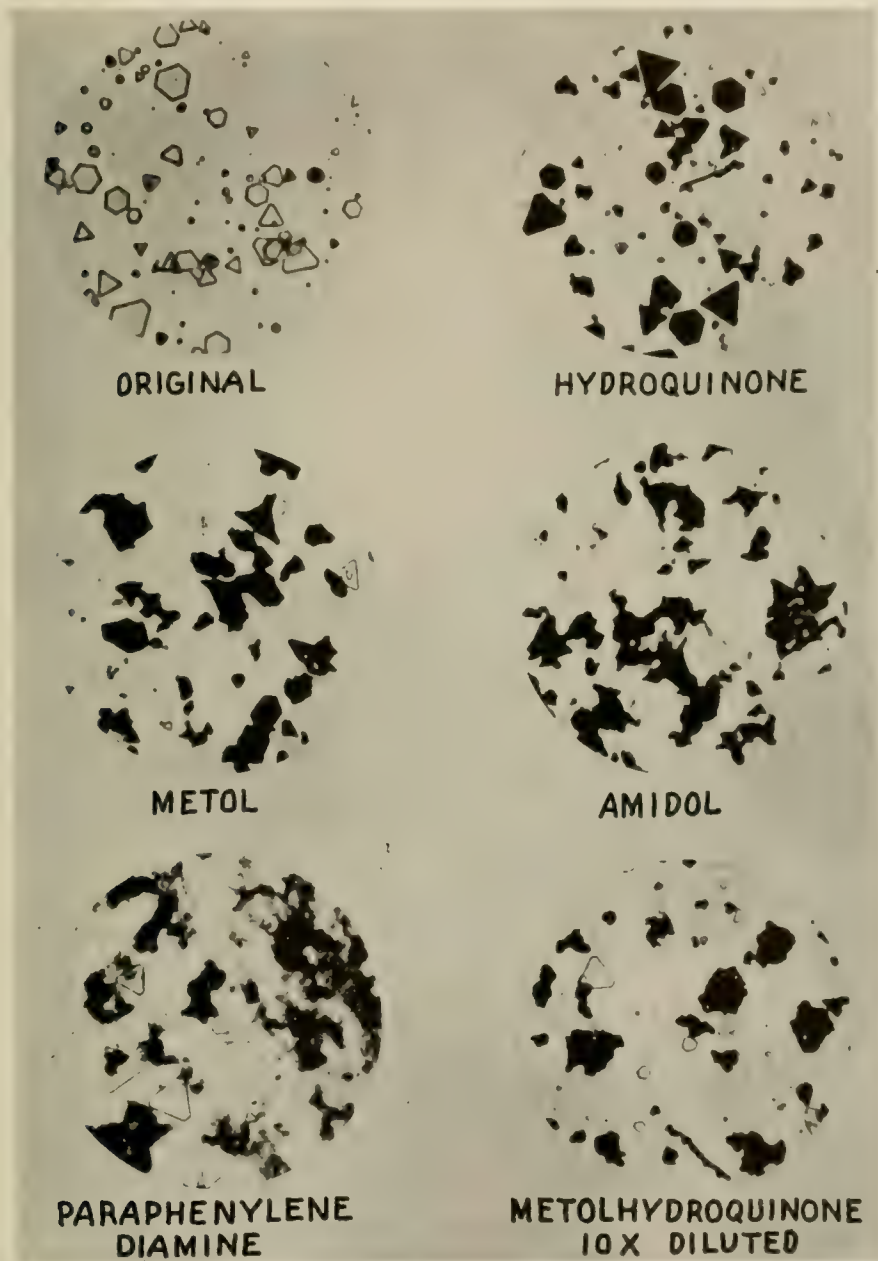 ORIGINAL
HYDROQUINONE
METOL
AMIDOL
PARAPHENYLENE
DIAMINE
METOLHYDROQUINONE
10X DILUTED